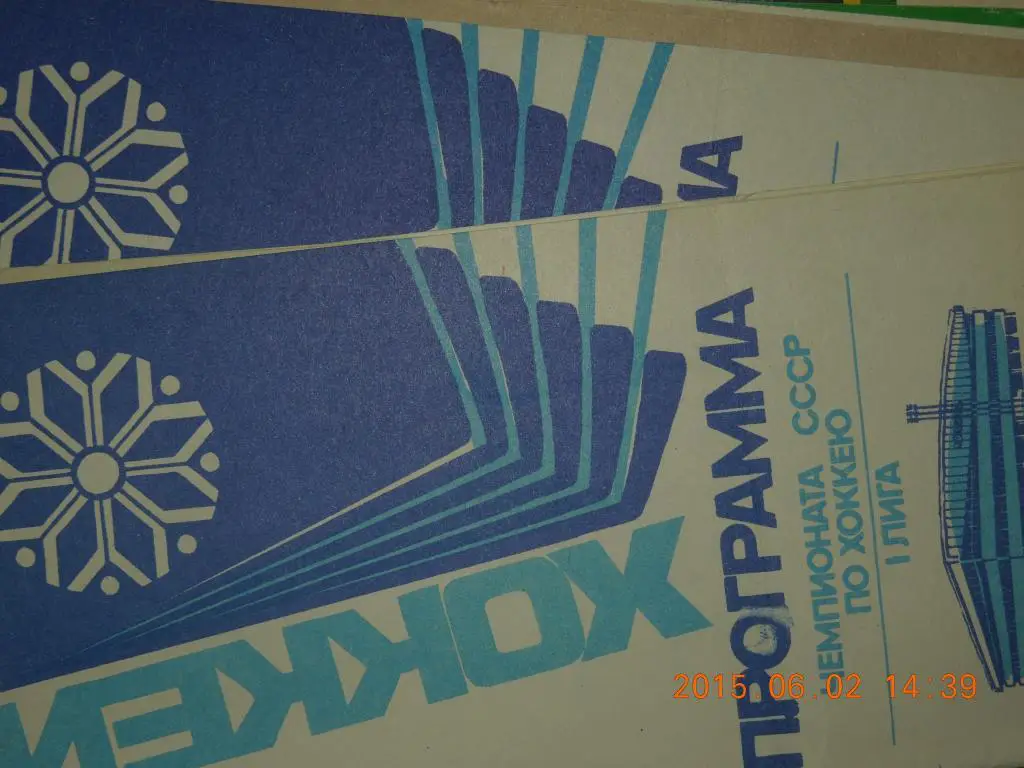 ХОККЕЙ
ПРОГРАММА
ЧЕМПИОНАТА СССР
ПО ХОККЕЮ
I ЛИГА
2015.06.02 14:39